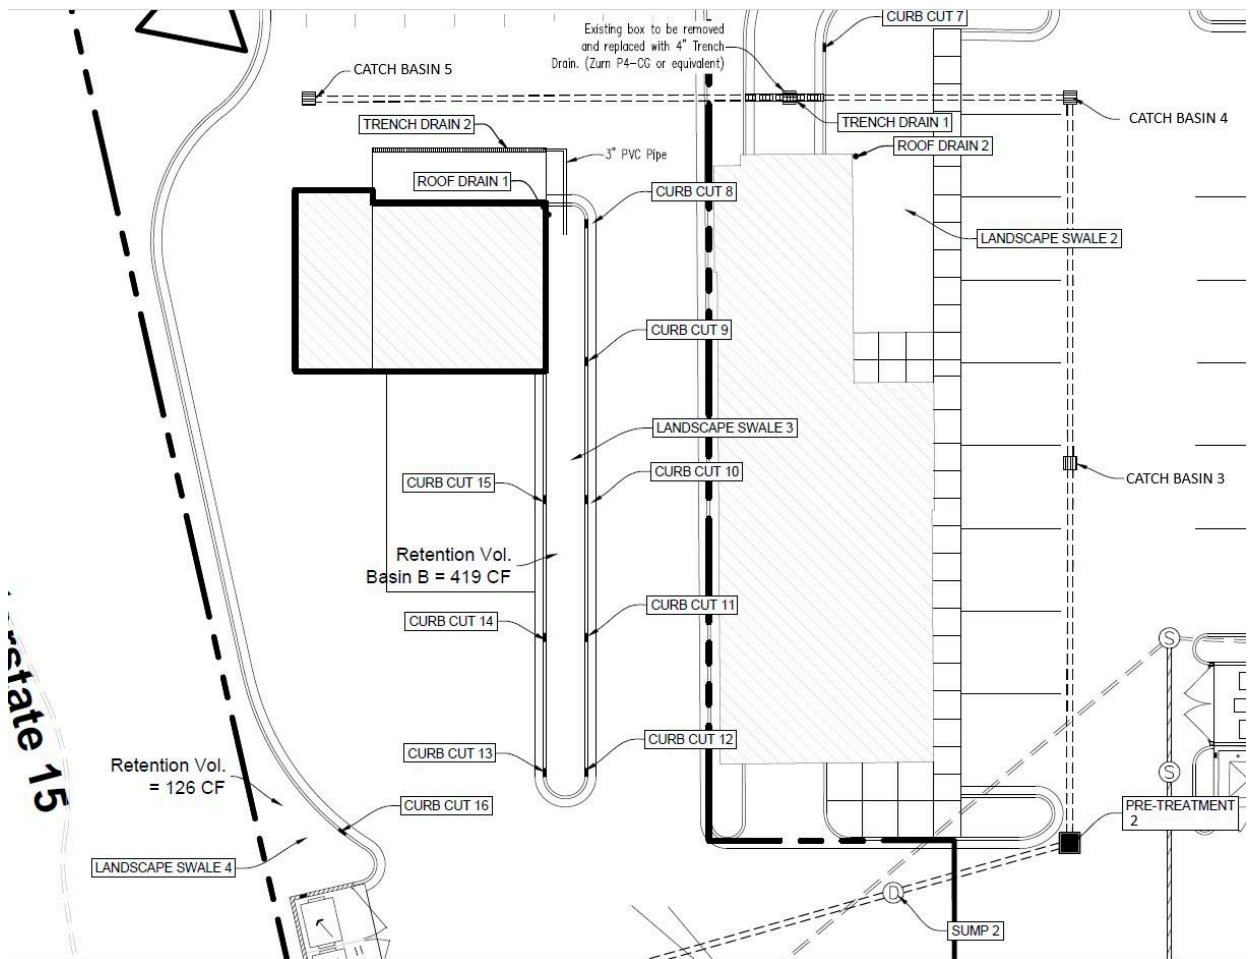 CURB CUT 7
Existing box to be removed
and replaced with 4" Trench
Drain. (Zurn P4-CG or equivalent)
CATCH BASIN 5
TRENCH DRAIN 2
TRENCH DRAIN 1
CATCH BASIN 4
3" PVC Pipe
ROOF DRAIN 2
ROOF DRAIN 1
CURB CUT 8
LANDSCAPE SWALE 2
CURB CUT 9
LANDSCAPE SWALE 3
CURB CUT 15
CURB CUT 10
CATCH BASIN 3
Retention Vol.
Basin B = 419 CF
CURB CUT 14
CURB CUT 11
S
CURB CUT 13
CURB CUT 12
Retention Vol.
= 126 CF
S
15
CURB CUT 16
PRE-TREATMENT
2
LANDSCAPE SWALE 4
D
SUMP 2